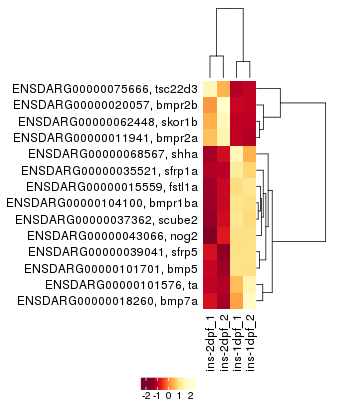 ENSDARG00000075666, tsc22d3
ENSDARG00000020057, bmpr2b
ENSDARG00000062448, skor1b
ENSDARG00000011941, bmpr2a
ENSDARG00000068567, shha
ENSDARG00000035521, sfrp1a
ENSDARG00000015559, fstl1a
ENSDARG00000104100, bmpr1ba
ENSDARG00000037362, scube2
ENSDARG00000043066, nog2
ENSDARG00000039041, sfrp5
ENSDARG00000101701, bmp5
ENSDARG00000101576, ta
ENSDARG00000018260, bmp7a
ins-2dpf_1
ins-2dpf_2
ins-1dpf_1
ins-1dpf_2
-2 -1 0 1 2